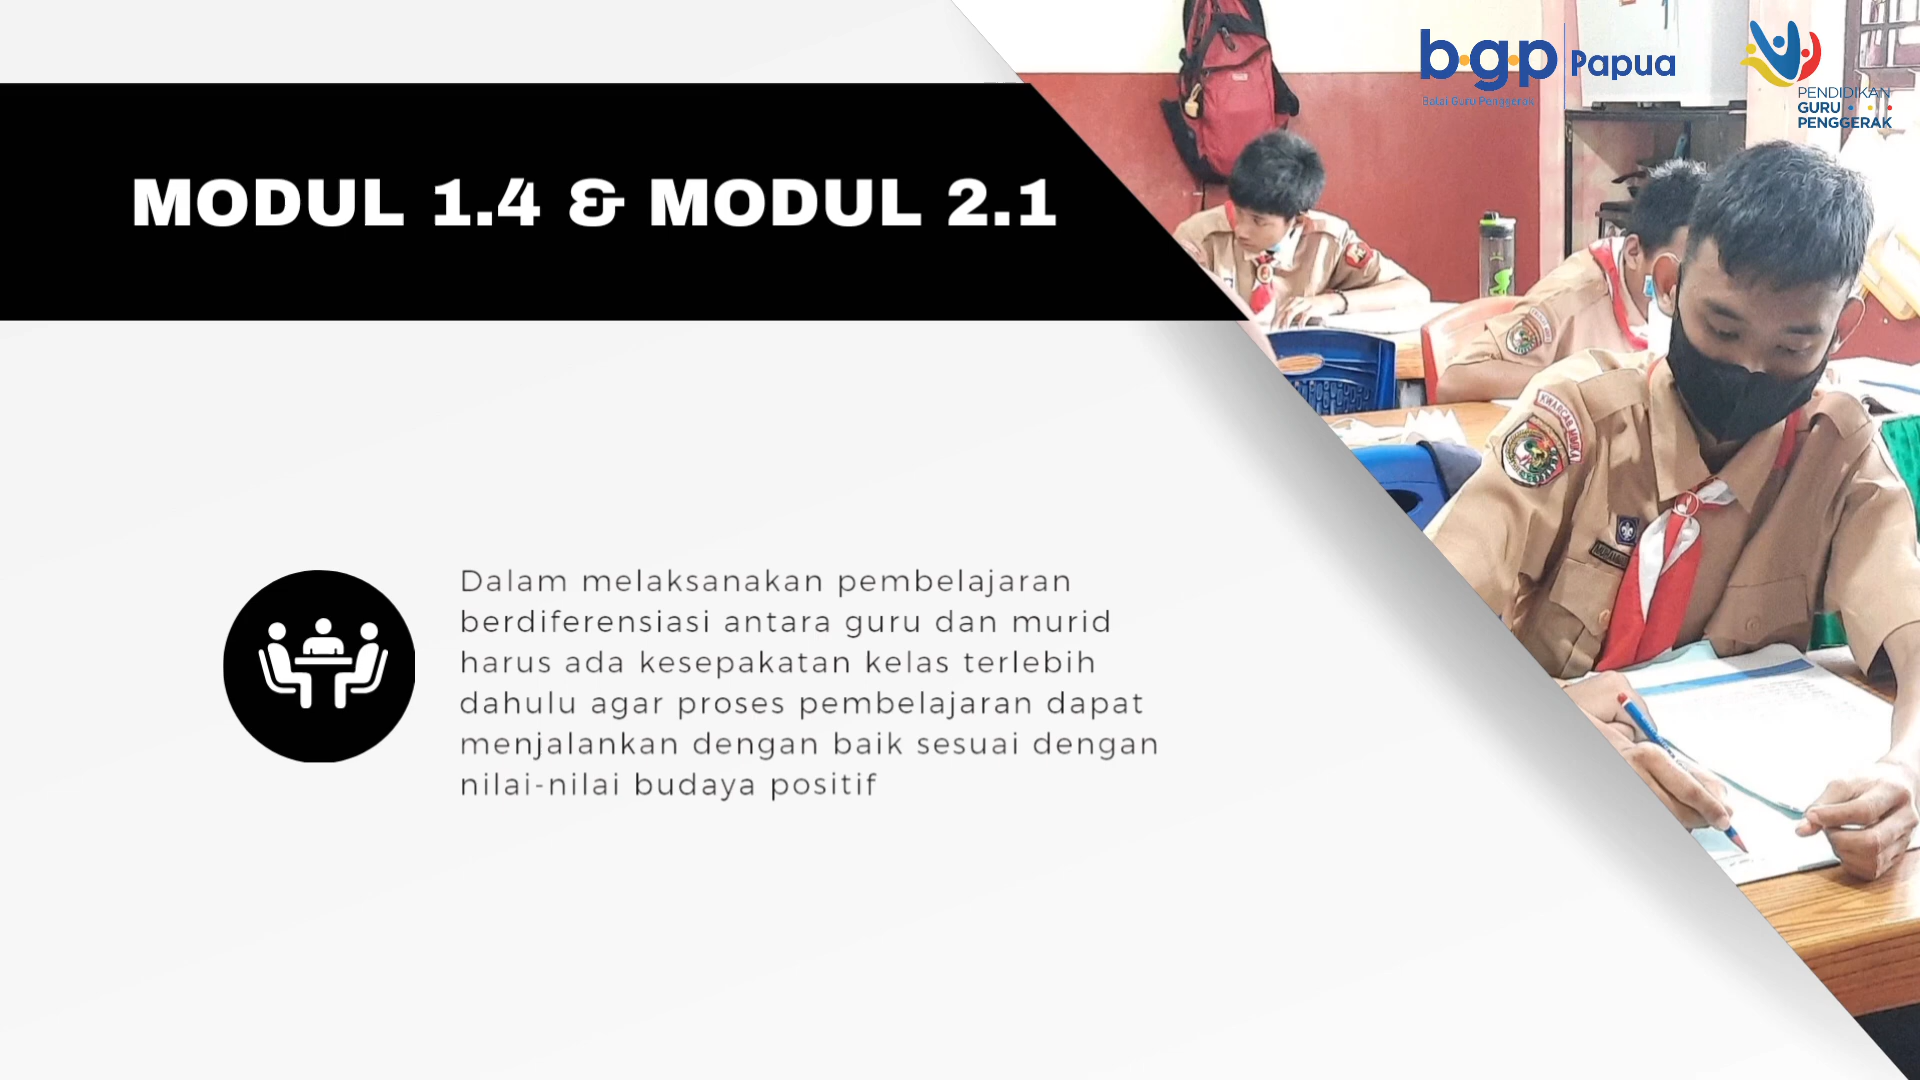 b·g·p Papua
Balai Guru Penggerak
PENDIDIKAN
GURU
PENGGERAK
MODUL 1.4 & MODUL 2.1
Dalam melaksanakan pembelajaran
berdiferensiasi antara guru dan murid
harus ada kesepakatan kelas terlebih
dahulu agar proses pembelajaran dapat
menjalankan dengan baik sesuai dengan
nilai-nilai budaya positif